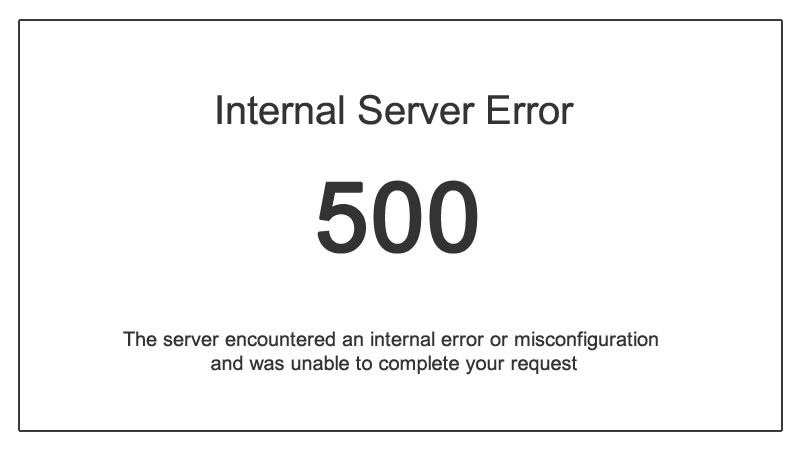 Internal Server Error
500
The server encountered an internal error or misconfiguration
and was unable to complete your request